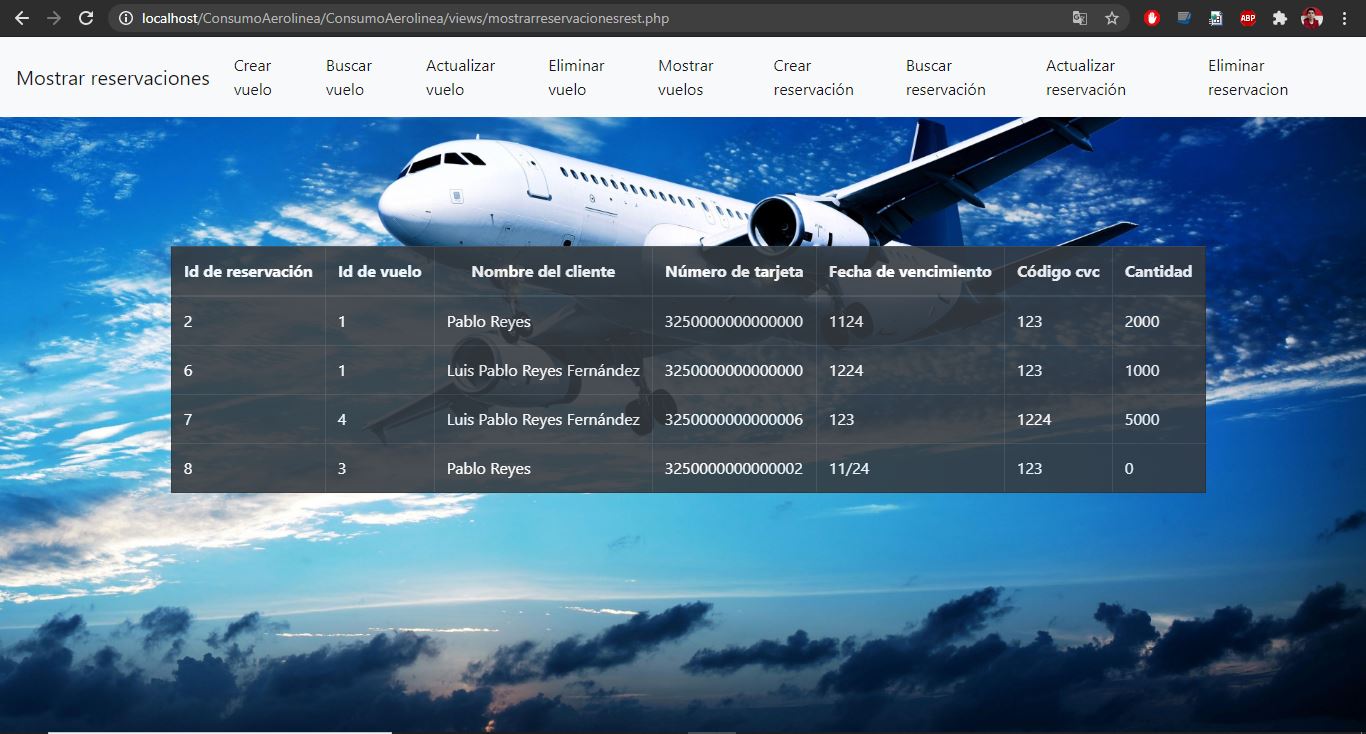 localhost/ConsumoAerolinea/ConsumoAerolinea/views/mostrarreservacionesrest.php
ABP
Mostrar reservaciones
Crear vuelo
Buscar vuelo
Actualizar vuelo
Eliminar vuelo
Mostrar vuelos
Crear reservación
Buscar reservación
Actualizar reservación
Eliminar reservacion
Id de reservación Id de vuelo Nombre del cliente Número de tarjeta Fecha de vencimiento Código cvc Cantidad
2 1 Pablo Reyes 3250000000000000 1124 123 2000
6 1 Luis Pablo Reyes Fernández 3250000000000000 1224 123 1000
7 4 Luis Pablo Reyes Fernández 3250000000000006 123 1224 5000
8 3 Pablo Reyes 3250000000000002 11/24 123 0